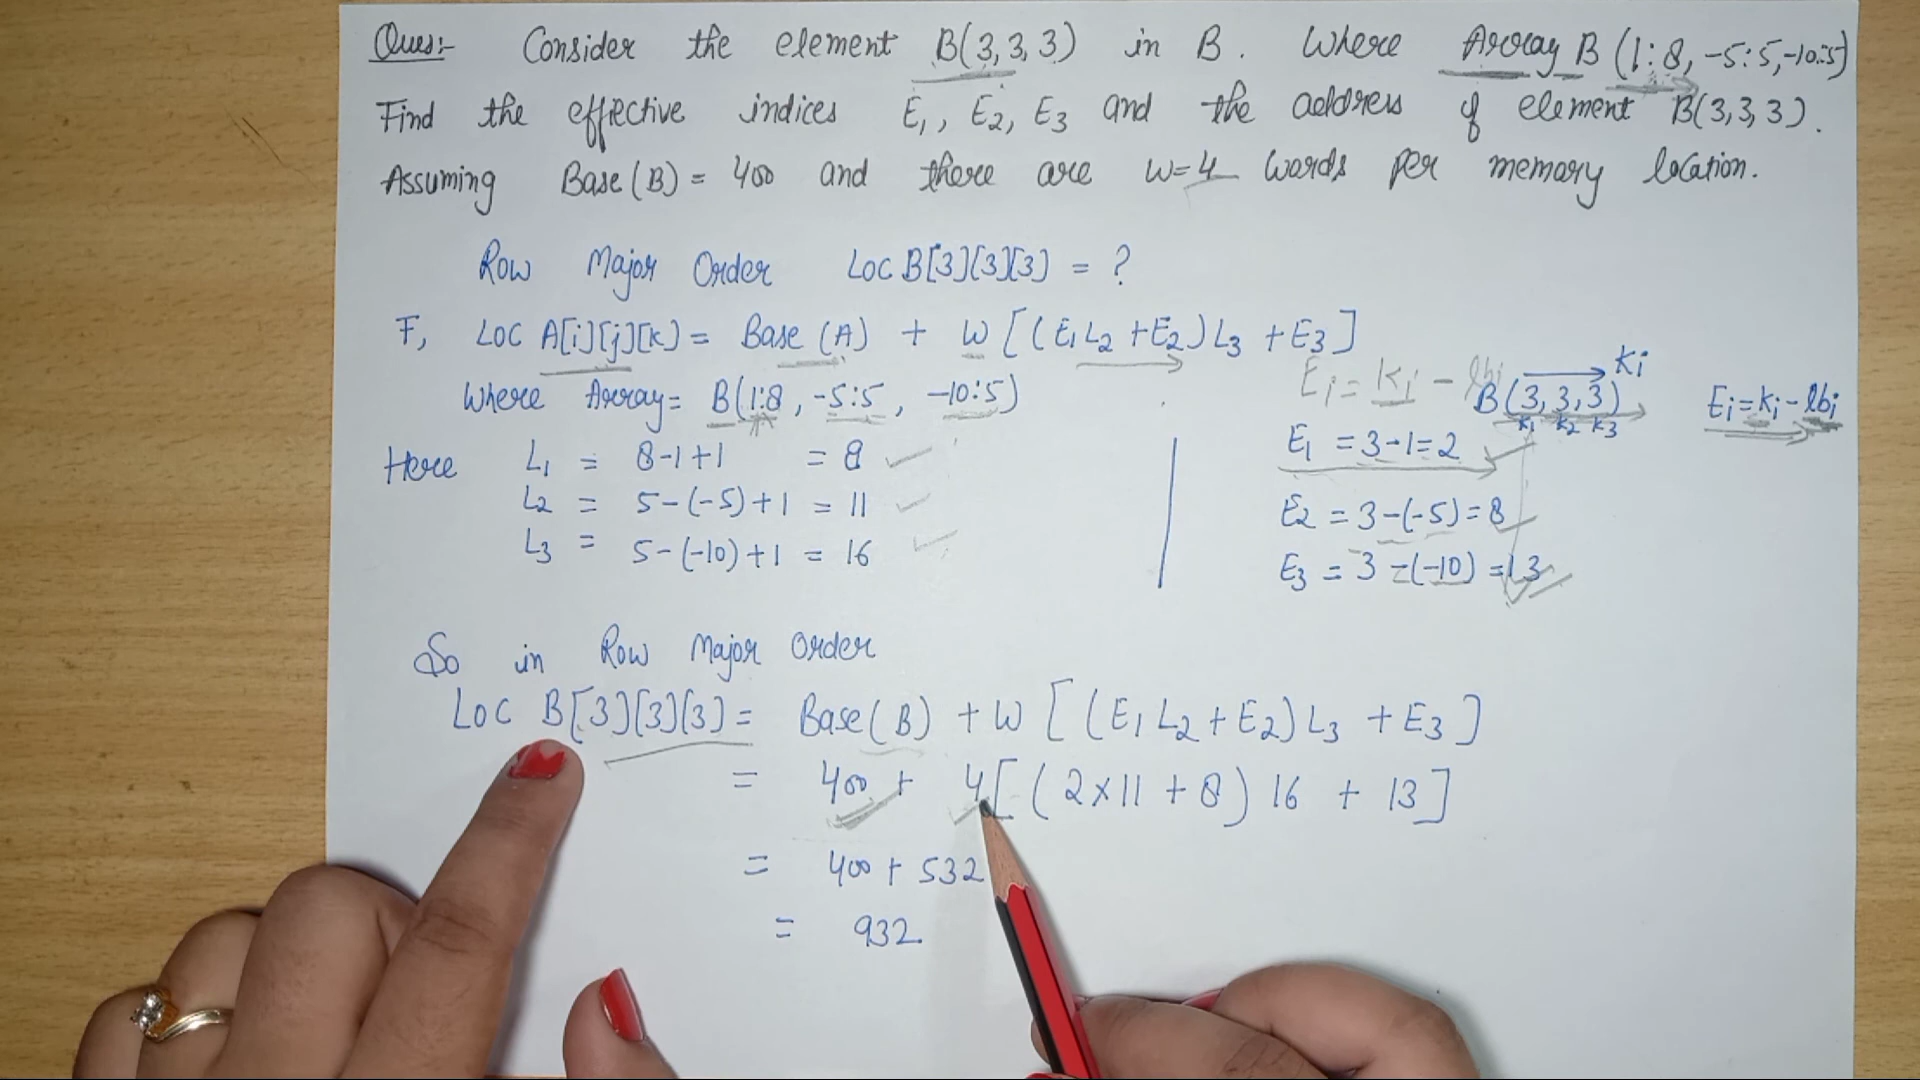 Ques:- Consider the element B(3,3,3) in B. Where Array B (1:8, -5:5, -10:5)
Find the effective indices E₁, E₂, E₃ and the address of element B(3,3,3).
Assuming Base(B) = 400 and there are W=4 words per memory location.
Row Major Order LOC B[3][3][3] = ?
F, LOC A[i][j][k] = Base (A) + W [(E₁L₂ + E₂) L₃ + E₃]
Where Array = B(1:8, -5:5, -10:5)
Here L₁ = 8-1+1 = 8
L₂ = 5-(-5)+1 = 11
L₃ = 5-(-10)+1 = 16
Eᵢ = Kᵢ - lbᵢ
Kᵢ
B(3,3,3)
K₁ K₂ K₃
Eᵢ = Kᵢ - lbᵢ
E₁ = 3-1 = 2
E₂ = 3-(-5) = 8
E₃ = 3-(-10) = 13
So in Row Major Order
LOC B[3][3][3] = Base(B) + W [(E₁L₂+E₂) L₃ + E₃]
= 400 + 4[(2×11 + 8) 16 + 13]
= 400 + 532
= 932